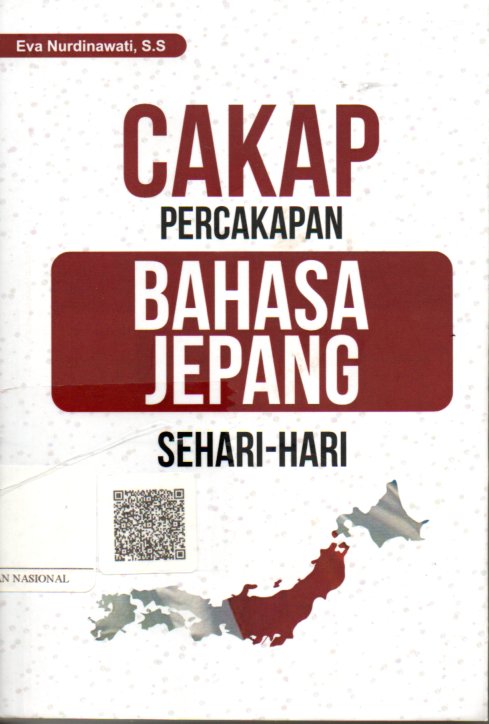 Eva Nurdinawati, S.S
CAKAP
PERCAKAPAN
BAHASA
JEPANG
SEHARI-HARI
AN NASIONAL